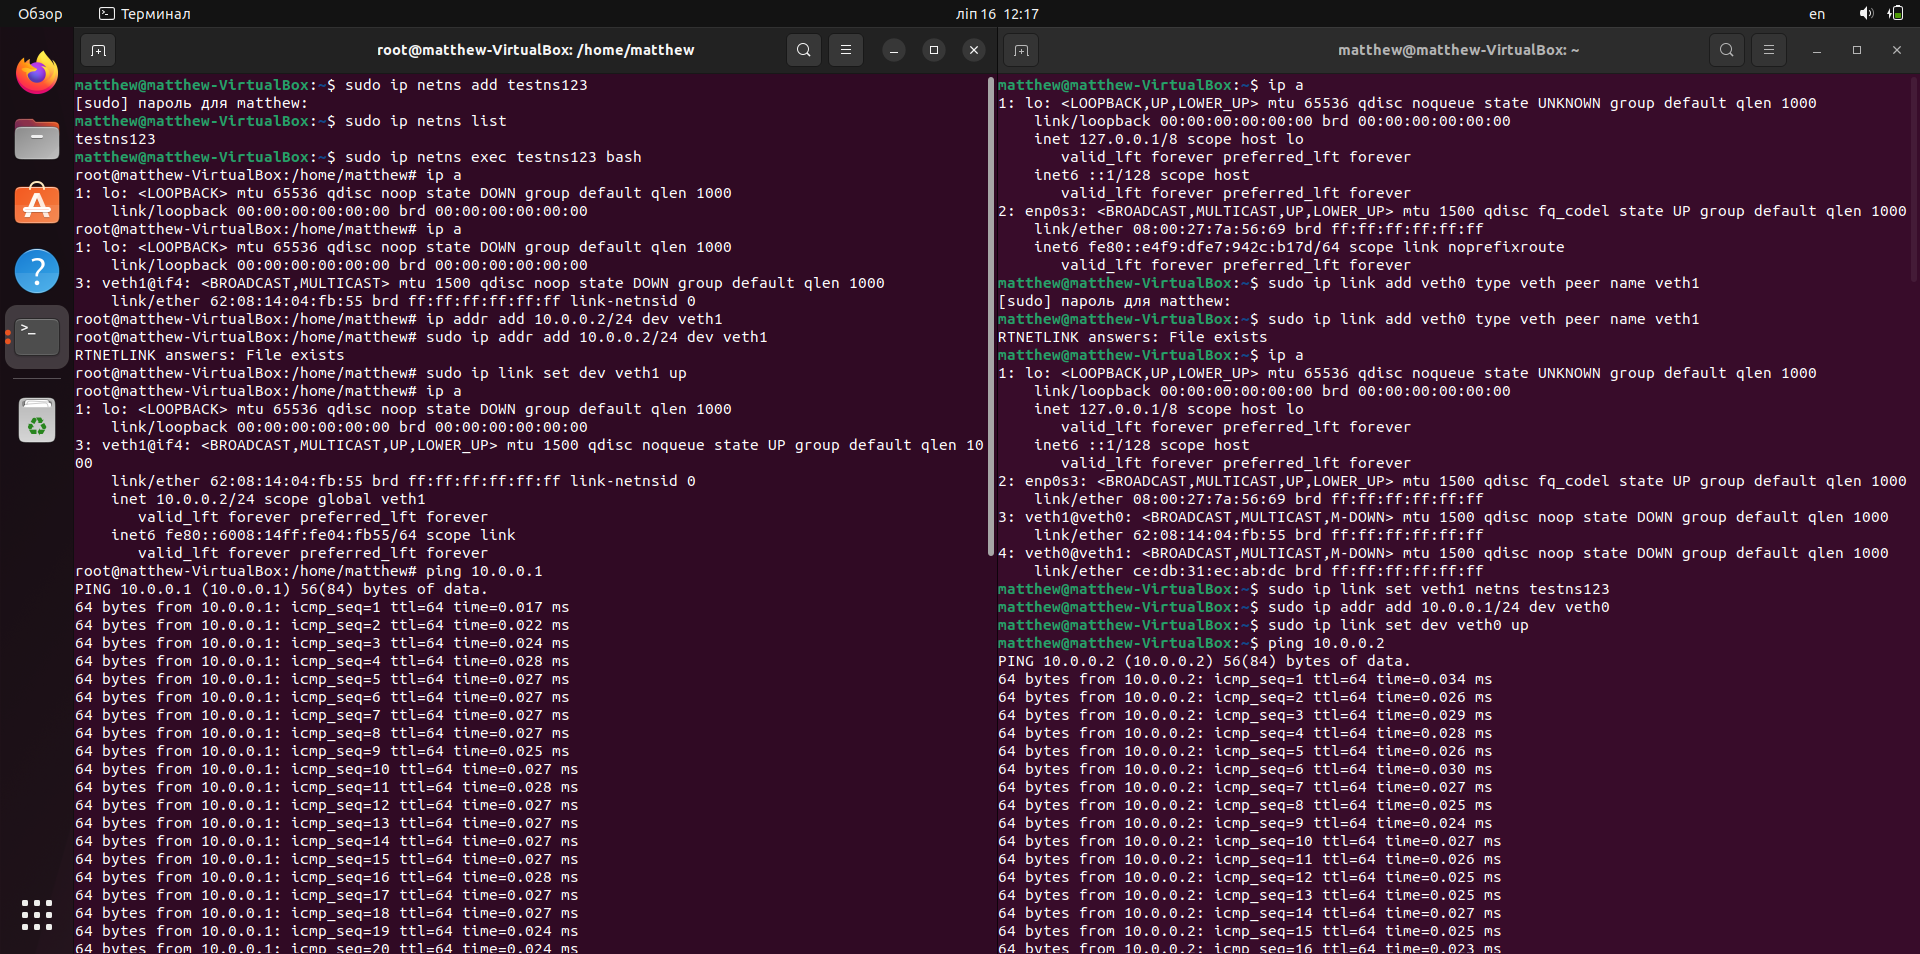 Обзор
Терминал
ліп 16 12:17
en
root@matthew-VirtualBox: /home/matthew
matthew@matthew-VirtualBox:~$ sudo ip netns add testns123
[sudo] пароль для matthew:
matthew@matthew-VirtualBox:~$ sudo ip netns list
testns123
matthew@matthew-VirtualBox:~$ sudo ip netns exec testns123 bash
root@matthew-VirtualBox:/home/matthew# ip a
1: lo: <LOOPBACK> mtu 65536 qdisc noop state DOWN group default qlen 1000
    link/loopback 00:00:00:00:00:00 brd 00:00:00:00:00:00
root@matthew-VirtualBox:/home/matthew# ip a
1: lo: <LOOPBACK> mtu 65536 qdisc noop state DOWN group default qlen 1000
    link/loopback 00:00:00:00:00:00 brd 00:00:00:00:00:00
3: veth1@if4: <BROADCAST,MULTICAST> mtu 1500 qdisc noop state DOWN group default qlen 1000
    link/ether 62:08:14:04:fb:55 brd ff:ff:ff:ff:ff:ff link-netnsid 0
root@matthew-VirtualBox:/home/matthew# ip addr add 10.0.0.2/24 dev veth1
root@matthew-VirtualBox:/home/matthew# sudo ip addr add 10.0.0.2/24 dev veth1
RTNETLINK answers: File exists
root@matthew-VirtualBox:/home/matthew# sudo ip link set dev veth1 up
root@matthew-VirtualBox:/home/matthew# ip a
1: lo: <LOOPBACK> mtu 65536 qdisc noop state DOWN group default qlen 1000
    link/loopback 00:00:00:00:00:00 brd 00:00:00:00:00:00
3: veth1@if4: <BROADCAST,MULTICAST,UP,LOWER_UP> mtu 1500 qdisc noqueue state UP group default qlen 10
00
    link/ether 62:08:14:04:fb:55 brd ff:ff:ff:ff:ff:ff link-netnsid 0
    inet 10.0.0.2/24 scope global veth1
       valid_lft forever preferred_lft forever
    inet6 fe80::6008:14ff:fe04:fb55/64 scope link
       valid_lft forever preferred_lft forever
root@matthew-VirtualBox:/home/matthew# ping 10.0.0.1
PING 10.0.0.1 (10.0.0.1) 56(84) bytes of data.
64 bytes from 10.0.0.1: icmp_seq=1 ttl=64 time=0.017 ms
64 bytes from 10.0.0.1: icmp_seq=2 ttl=64 time=0.022 ms
64 bytes from 10.0.0.1: icmp_seq=3 ttl=64 time=0.024 ms
64 bytes from 10.0.0.1: icmp_seq=4 ttl=64 time=0.028 ms
64 bytes from 10.0.0.1: icmp_seq=5 ttl=64 time=0.027 ms
64 bytes from 10.0.0.1: icmp_seq=6 ttl=64 time=0.027 ms
64 bytes from 10.0.0.1: icmp_seq=7 ttl=64 time=0.027 ms
64 bytes from 10.0.0.1: icmp_seq=8 ttl=64 time=0.027 ms
64 bytes from 10.0.0.1: icmp_seq=9 ttl=64 time=0.025 ms
64 bytes from 10.0.0.1: icmp_seq=10 ttl=64 time=0.027 ms
64 bytes from 10.0.0.1: icmp_seq=11 ttl=64 time=0.028 ms
64 bytes from 10.0.0.1: icmp_seq=12 ttl=64 time=0.027 ms
64 bytes from 10.0.0.1: icmp_seq=13 ttl=64 time=0.027 ms
64 bytes from 10.0.0.1: icmp_seq=14 ttl=64 time=0.027 ms
64 bytes from 10.0.0.1: icmp_seq=15 ttl=64 time=0.027 ms
64 bytes from 10.0.0.1: icmp_seq=16 ttl=64 time=0.028 ms
64 bytes from 10.0.0.1: icmp_seq=17 ttl=64 time=0.027 ms
64 bytes from 10.0.0.1: icmp_seq=18 ttl=64 time=0.027 ms
64 bytes from 10.0.0.1: icmp_seq=19 ttl=64 time=0.024 ms
64 bytes from 10.0.0.1: icmp_seq=20 ttl=64 time=0.024 ms
matthew@matthew-VirtualBox: ~
matthew@matthew-VirtualBox:~$ ip a
1: lo: <LOOPBACK,UP,LOWER_UP> mtu 65536 qdisc noqueue state UNKNOWN group default qlen 1000
    link/loopback 00:00:00:00:00:00 brd 00:00:00:00:00:00
    inet 127.0.0.1/8 scope host lo
       valid_lft forever preferred_lft forever
    inet6 ::1/128 scope host
       valid_lft forever preferred_lft forever
2: enp0s3: <BROADCAST,MULTICAST,UP,LOWER_UP> mtu 1500 qdisc fq_codel state UP group default qlen 1000
    link/ether 08:00:27:7a:56:69 brd ff:ff:ff:ff:ff:ff
    inet6 fe80::e4f9:dfe7:942c:b17d/64 scope link noprefixroute
       valid_lft forever preferred_lft forever
matthew@matthew-VirtualBox:~$ sudo ip link add veth0 type veth peer name veth1
[sudo] пароль для matthew:
matthew@matthew-VirtualBox:~$ sudo ip link add veth0 type veth peer name veth1
RTNETLINK answers: File exists
matthew@matthew-VirtualBox:~$ ip a
1: lo: <LOOPBACK,UP,LOWER_UP> mtu 65536 qdisc noqueue state UNKNOWN group default qlen 1000
    link/loopback 00:00:00:00:00:00 brd 00:00:00:00:00:00
    inet 127.0.0.1/8 scope host lo
       valid_lft forever preferred_lft forever
    inet6 ::1/128 scope host
       valid_lft forever preferred_lft forever
2: enp0s3: <BROADCAST,MULTICAST,UP,LOWER_UP> mtu 1500 qdisc fq_codel state UP group default qlen 1000
    link/ether 08:00:27:7a:56:69 brd ff:ff:ff:ff:ff:ff
3: veth1@veth0: <BROADCAST,MULTICAST,M-DOWN> mtu 1500 qdisc noop state DOWN group default qlen 1000
    link/ether 62:08:14:04:fb:55 brd ff:ff:ff:ff:ff:ff
4: veth0@veth1: <BROADCAST,MULTICAST,M-DOWN> mtu 1500 qdisc noop state DOWN group default qlen 1000
    link/ether ce:db:31:ec:ab:dc brd ff:ff:ff:ff:ff:ff
matthew@matthew-VirtualBox:~$ sudo ip link set veth1 netns testns123
matthew@matthew-VirtualBox:~$ sudo ip addr add 10.0.0.1/24 dev veth0
matthew@matthew-VirtualBox:~$ sudo ip link set dev veth0 up
matthew@matthew-VirtualBox:~$ ping 10.0.0.2
PING 10.0.0.2 (10.0.0.2) 56(84) bytes of data.
64 bytes from 10.0.0.2: icmp_seq=1 ttl=64 time=0.034 ms
64 bytes from 10.0.0.2: icmp_seq=2 ttl=64 time=0.026 ms
64 bytes from 10.0.0.2: icmp_seq=3 ttl=64 time=0.029 ms
64 bytes from 10.0.0.2: icmp_seq=4 ttl=64 time=0.028 ms
64 bytes from 10.0.0.2: icmp_seq=5 ttl=64 time=0.026 ms
64 bytes from 10.0.0.2: icmp_seq=6 ttl=64 time=0.030 ms
64 bytes from 10.0.0.2: icmp_seq=7 ttl=64 time=0.027 ms
64 bytes from 10.0.0.2: icmp_seq=8 ttl=64 time=0.025 ms
64 bytes from 10.0.0.2: icmp_seq=9 ttl=64 time=0.024 ms
64 bytes from 10.0.0.2: icmp_seq=10 ttl=64 time=0.027 ms
64 bytes from 10.0.0.2: icmp_seq=11 ttl=64 time=0.026 ms
64 bytes from 10.0.0.2: icmp_seq=12 ttl=64 time=0.025 ms
64 bytes from 10.0.0.2: icmp_seq=13 ttl=64 time=0.025 ms
64 bytes from 10.0.0.2: icmp_seq=14 ttl=64 time=0.027 ms
64 bytes from 10.0.0.2: icmp_seq=15 ttl=64 time=0.025 ms
64 bytes from 10.0.0.2: icmp_seq=16 ttl=64 time=0.023 ms